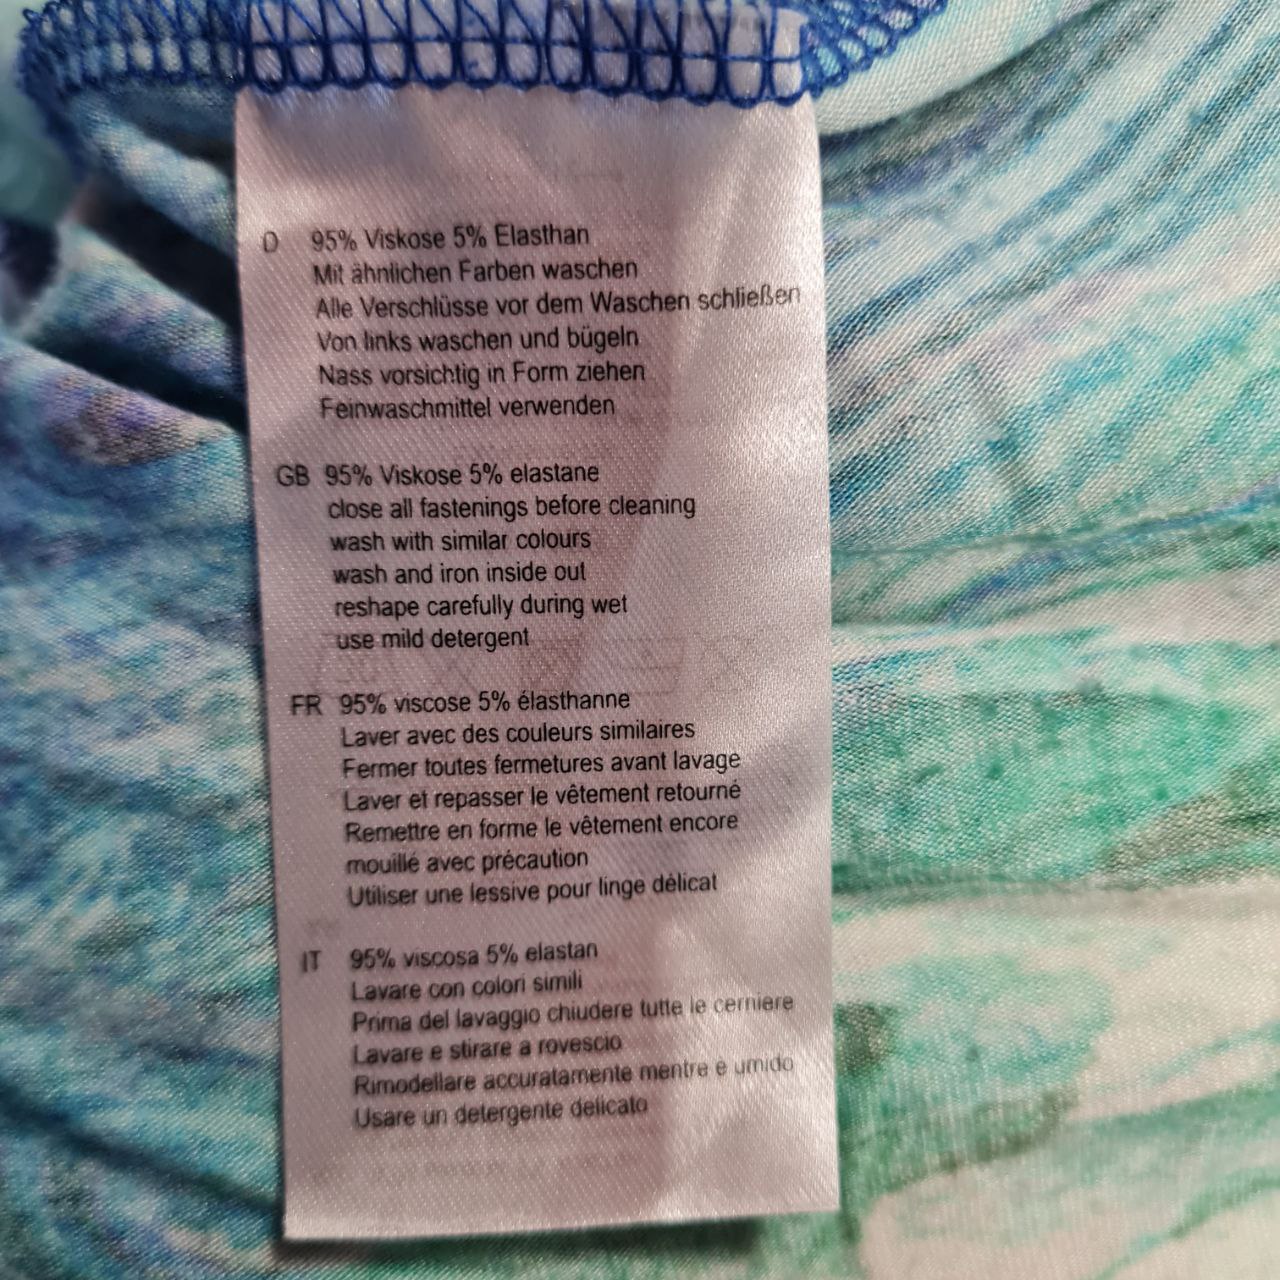 D 95% Viskose 5% Elasthan
Mit ähnlichen Farben waschen
Alle Verschlüsse vor dem Waschen schließen
Von links waschen und bügeln
Nass vorsichtig in Form ziehen
Feinwaschmittel verwenden
GB 95% Viskose 5% elastane
close all fastenings before cleaning
wash with similar colours
wash and iron inside out
reshape carefully during wet
use mild detergent
FR 95% viscose 5% élasthanne
Laver avec des couleurs similaires
Fermer toutes fermetures avant lavage
Laver et repasser le vêtement retourné
Remettre en forme le vêtement encore
mouillé avec précaution
Utiliser une lessive pour linge délicat
IT 95% viscosa 5% elastan
Lavare con colori simili
Prima del lavaggio chiudere tutte le cerniere
Lavare e stirare a rovescio
Rimodellare accuratamente mentre è umido
Usare un detergente delicato